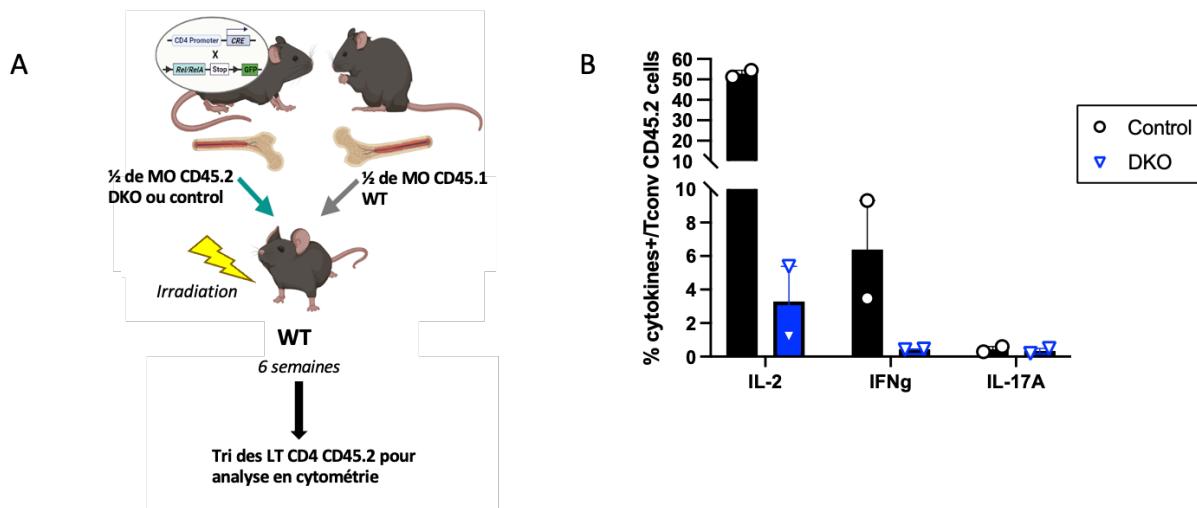 A
CD4 Promoter CRE
X
Rel/RelA Stop GFP
½ de MO CD45.2
DKO ou control
½ de MO CD45.1
WT
Irradiation
WT
6 semaines
Tri des LT CD4 CD45.2 pour
analyse en cytométrie
B
% cytokines+/Tconv CD45.2 cells
60
50
40
30
20
10
10
8
6
4
2
0
IL-2 IFNg IL-17A
Control
DKO